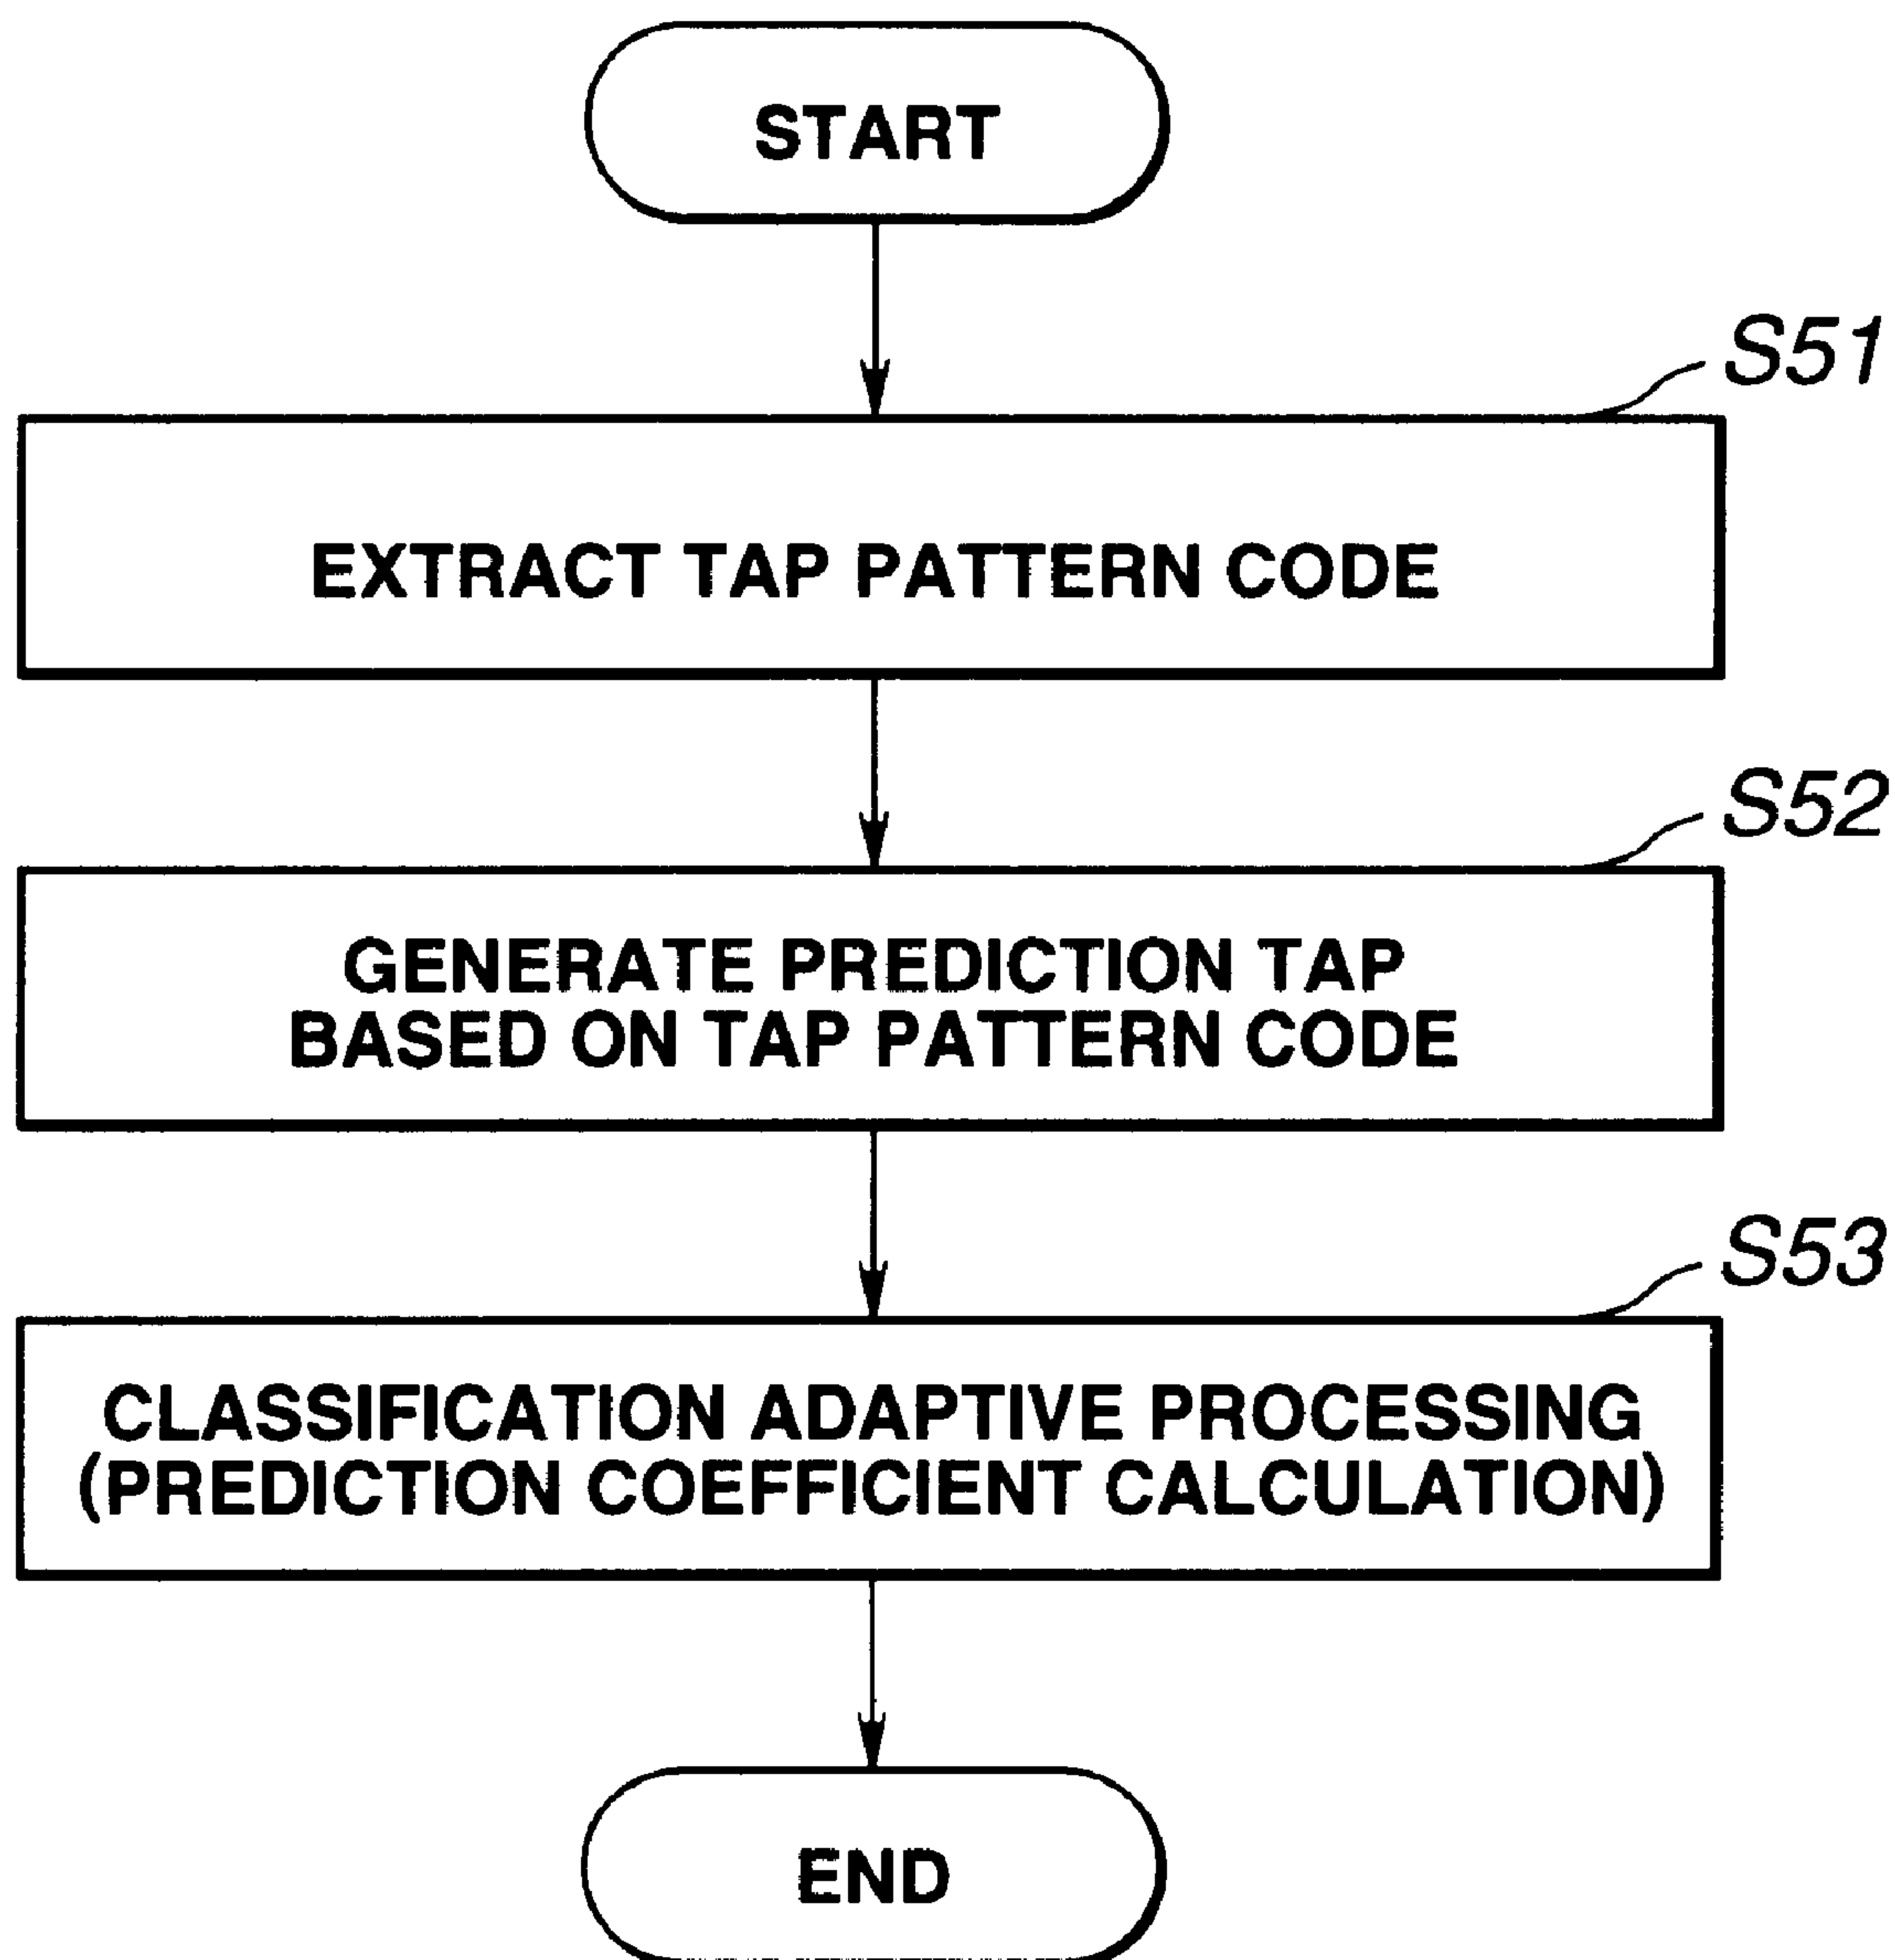 START
S51
EXTRACT TAP PATTERN CODE
S52
GENERATE PREDICTION TAP
BASED ON TAP PATTERN CODE
S53
CLASSIFICATION ADAPTIVE PROCESSING
(PREDICTION COEFFICIENT CALCULATION)
END